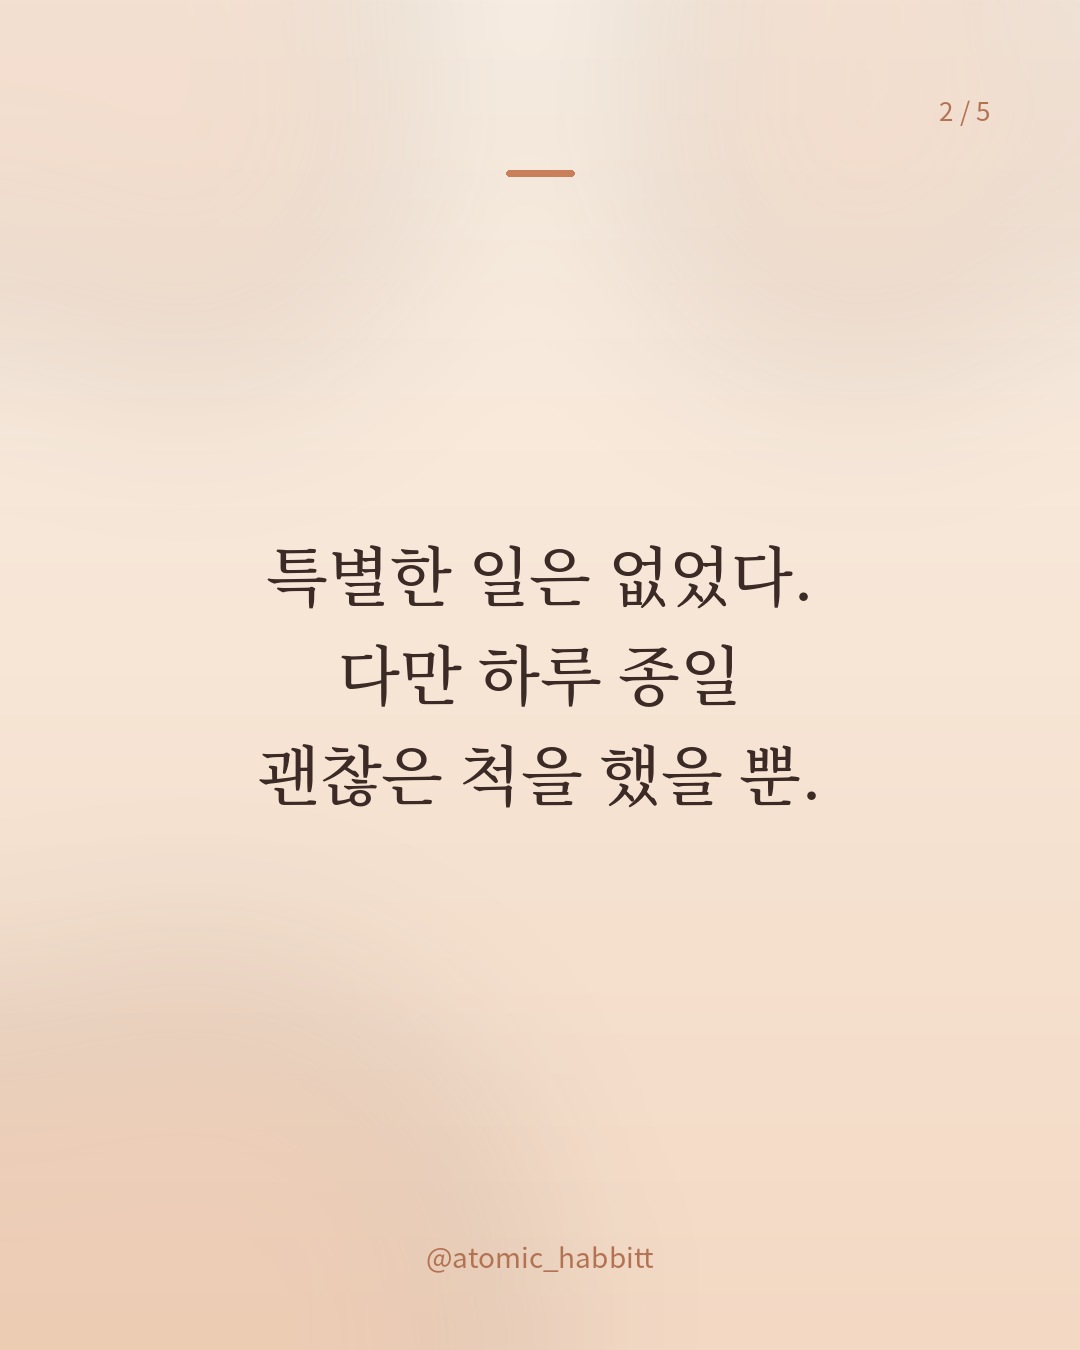 2 / 5
특별한 일은 없었다.
다만 하루 종일
괜찮은 척을 했을 뿐.
@atomic_habbitt